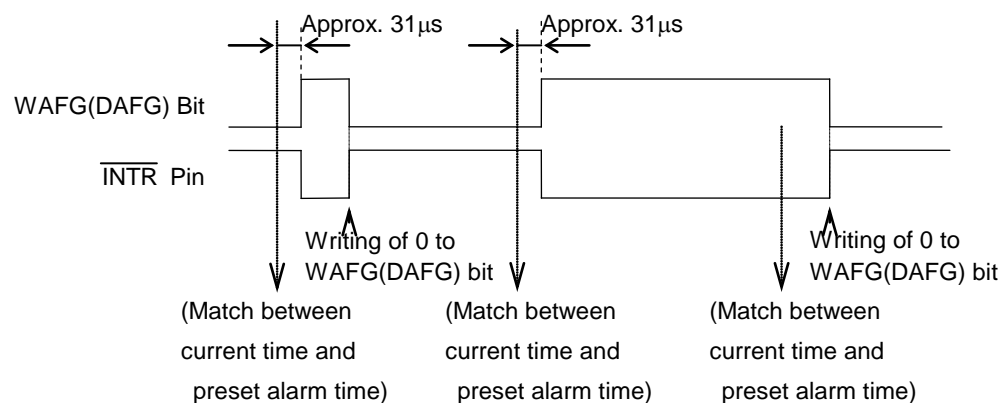 Approx. 31μs
Approx. 31μs
WAFG(DAFG) Bit
INTR Pin
Writing of 0 to
WAFG(DAFG) bit
Writing of 0 to
WAFG(DAFG) bit
(Match between
current time and
preset alarm time)
(Match between
current time and
preset alarm time)
(Match between
current time and
preset alarm time)